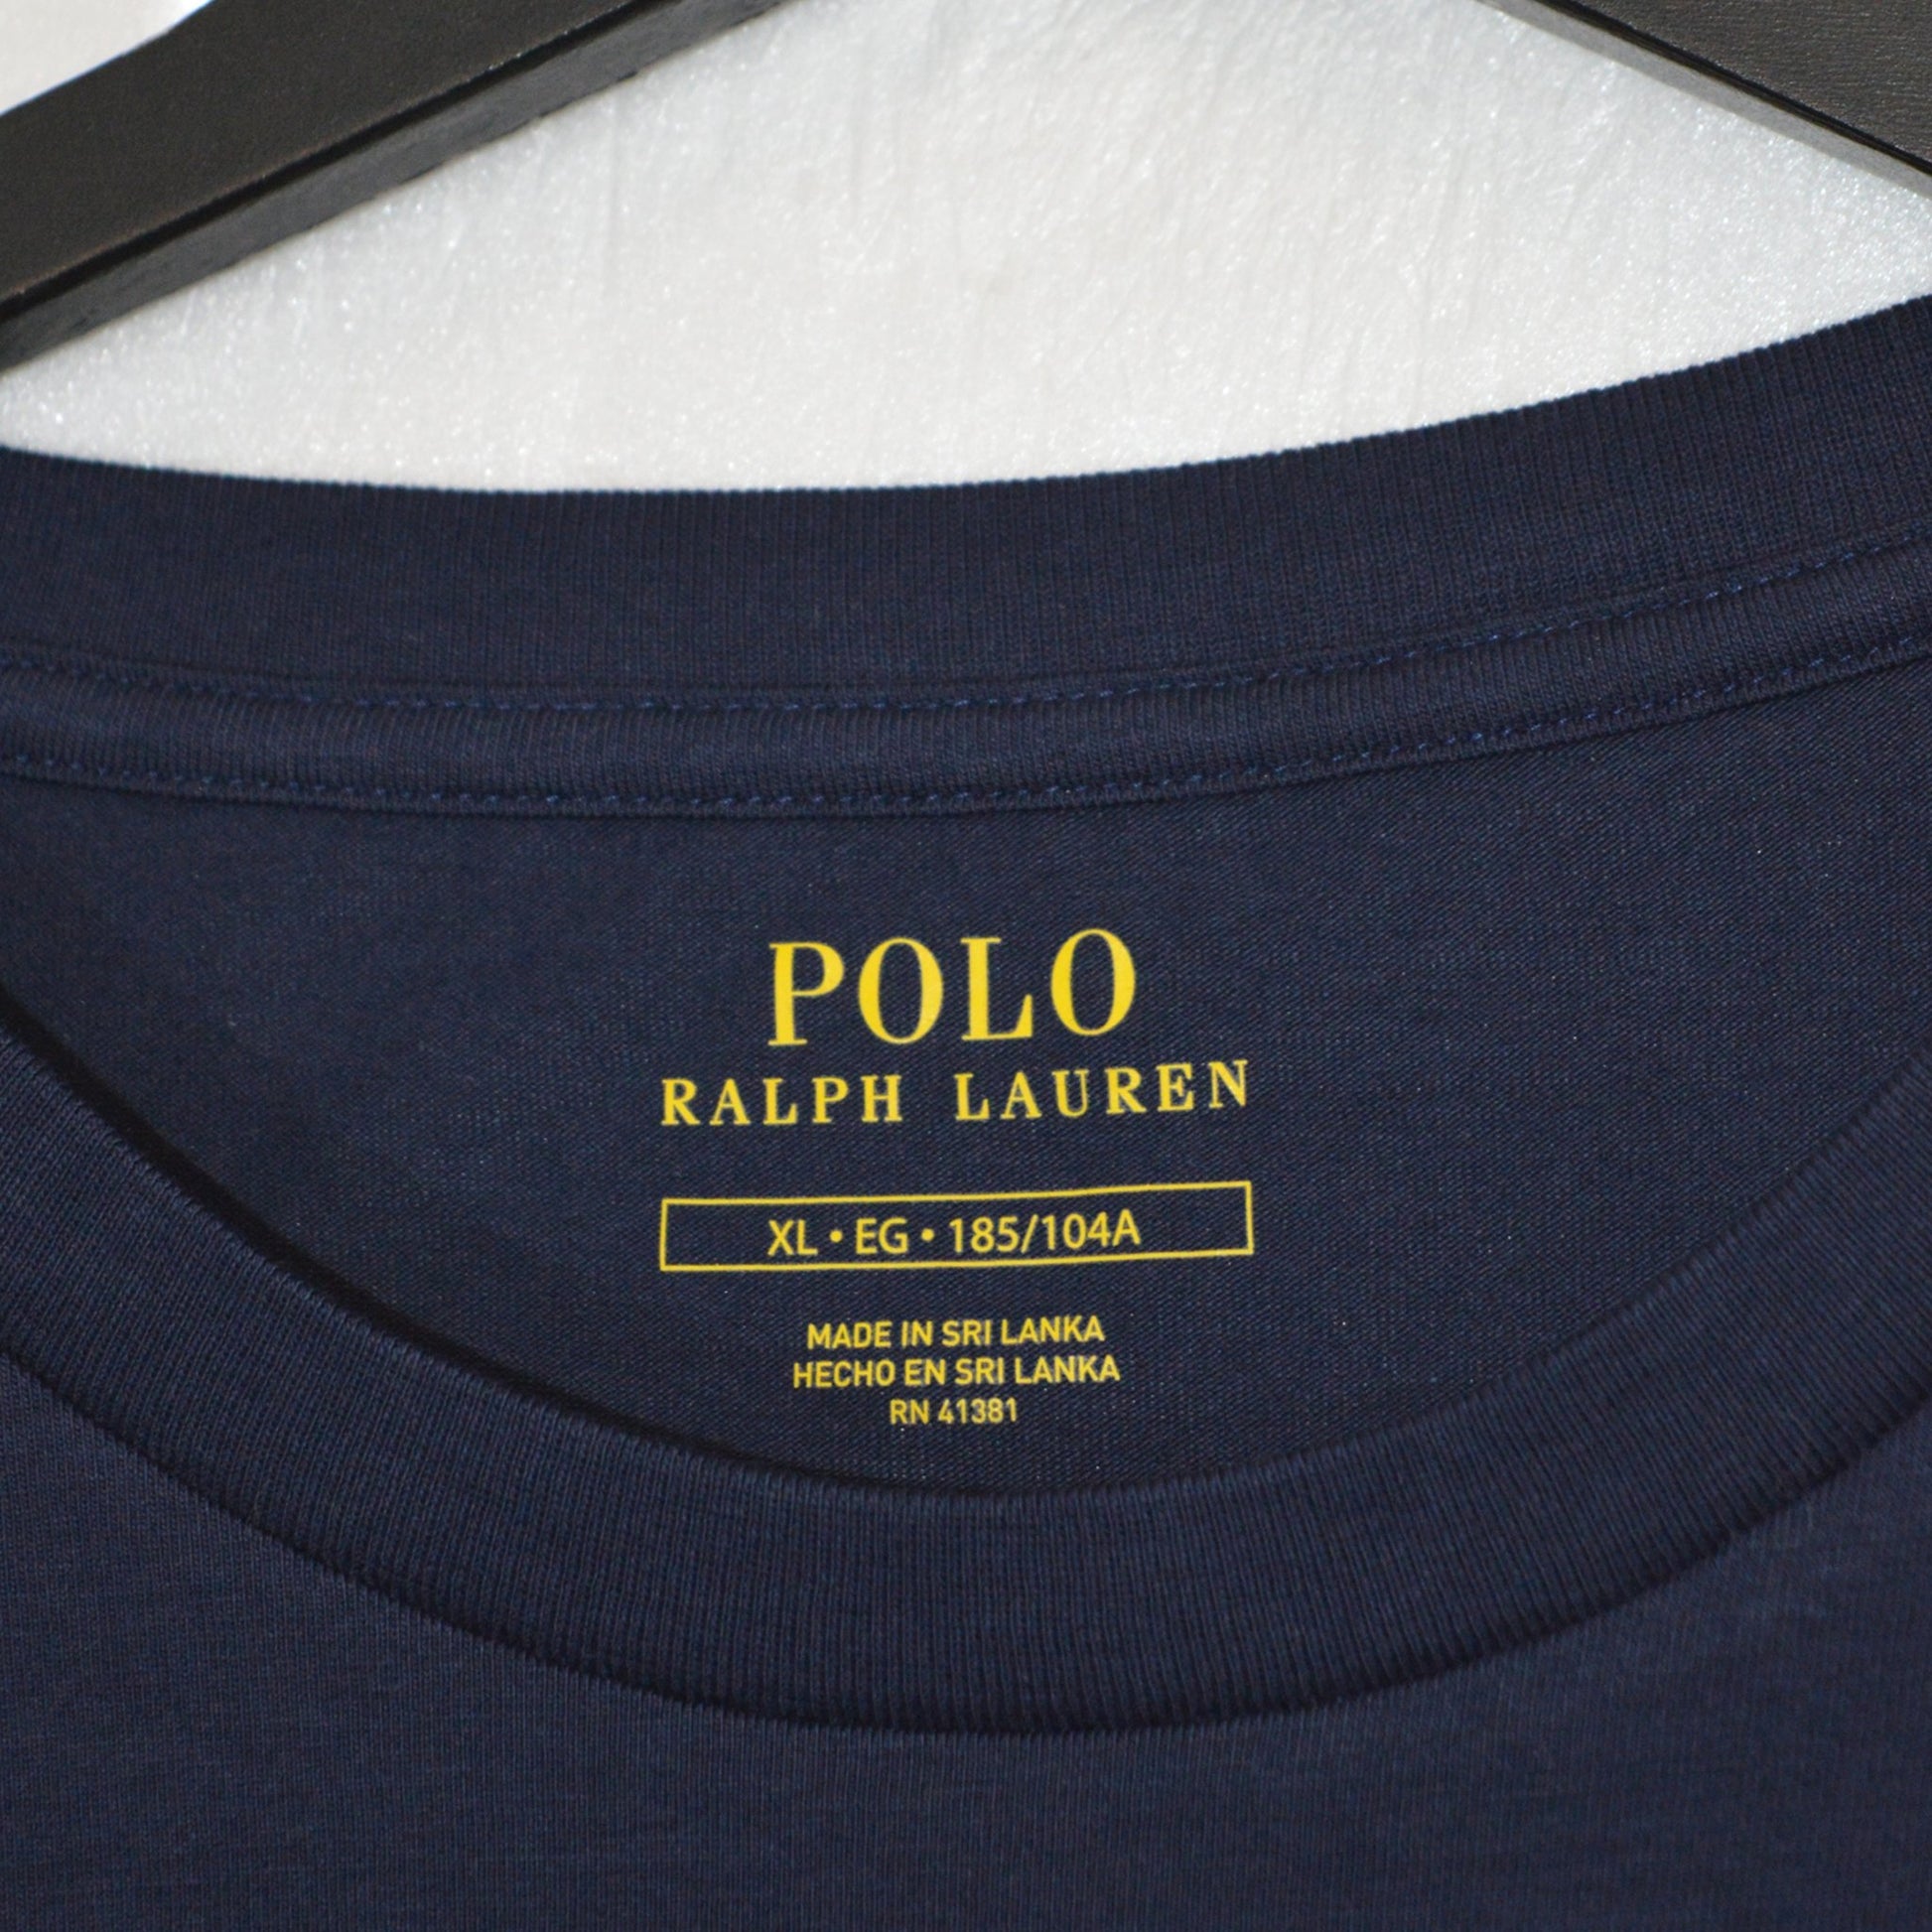 POLO
RALPH LAUREN
XL • EG • 185/104A
MADE IN SRI LANKA
HECHO EN SRI LANKA
RN 41381